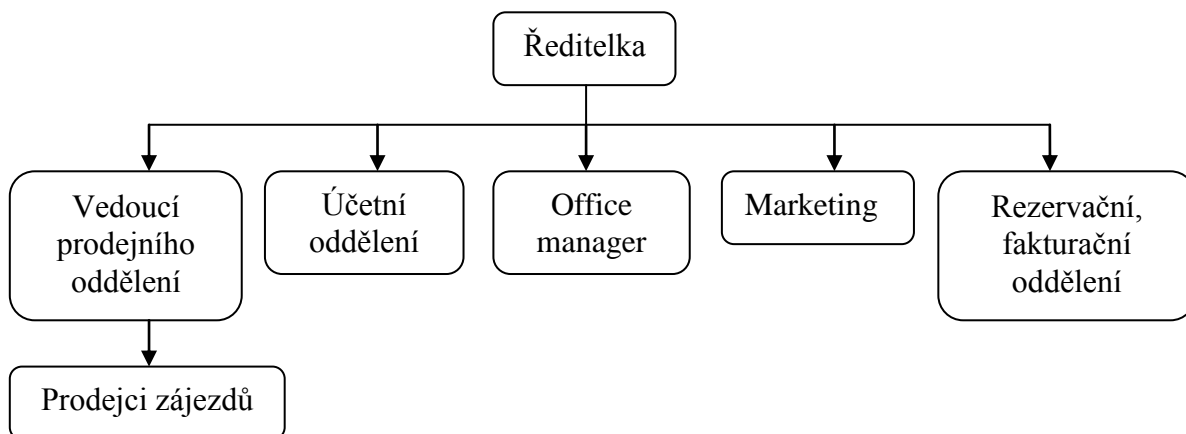 Ředitelka
Vedoucí
prodejního
oddělení
Účetní
oddělení
Office
manager
Marketing
Rezervační,
fakturační
oddělení
Prodejci zájezdů